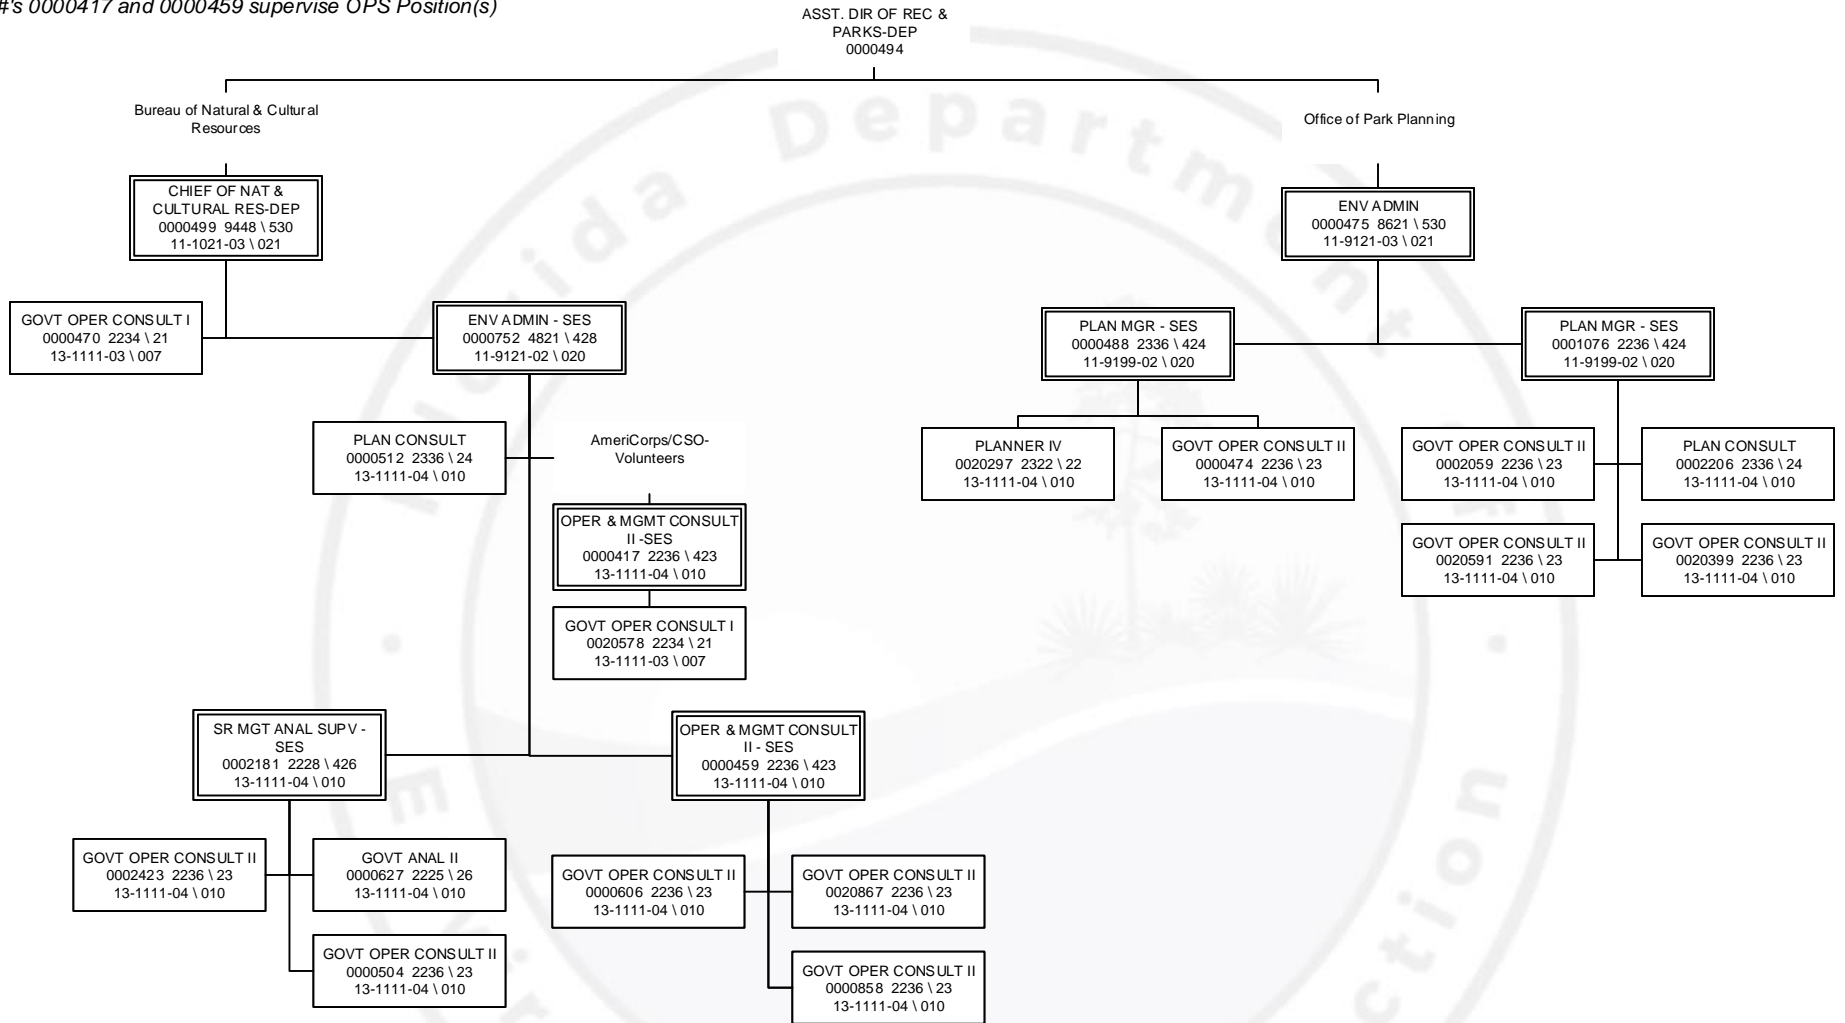 #'s 0000417 and 0000459 supervise OPS Position(s)
ASST. DIR OF REC &
PARKS-DEP
0000494
Bureau of Natural & Cultural
Resources
Office of Park Planning
CHIEF OF NAT &
CULTURAL RES-DEP
0000499 9448 \ 530
11-1021-03 \ 021
ENV ADMIN
0000475 8621 \ 530
11-9121-03 \ 021
GOVT OPER CONSULT I
0000470 2234 \ 21
13-1111-03 \ 007
ENV ADMIN - SES
0000752 4821 \ 428
11-9121-02 \ 020
PLAN MGR - SES
0000488 2336 \ 424
11-9199-02 \ 020
PLAN MGR - SES
0001076 2236 \ 424
11-9199-02 \ 020
PLAN CONSULT
0000512 2336 \ 24
13-1111-04 \ 010
AmeriCorps/CSO-
Volunteers
PLANNER IV
0020297 2322 \ 22
13-1111-04 \ 010
GOVT OPER CONSULT II
0000474 2236 \ 23
13-1111-04 \ 010
GOVT OPER CONSULT II
0002059 2236 \ 23
13-1111-04 \ 010
PLAN CONSULT
0002206 2336 \ 24
13-1111-04 \ 010
OPER & MGMT CONSULT
II -SES
0000417 2236 \ 423
13-1111-04 \ 010
GOVT OPER CONSULT II
0020591 2236 \ 23
13-1111-04 \ 010
GOVT OPER CONSULT II
0020399 2236 \ 23
13-1111-04 \ 010
GOVT OPER CONSULT I
0020578 2234 \ 21
13-1111-03 \ 007
SR MGT ANAL SUPV -
SES
0002181 2228 \ 426
13-1111-04 \ 010
OPER & MGMT CONSULT
II - SES
0000459 2236 \ 423
13-1111-04 \ 010
GOVT OPER CONSULT II
0002423 2236 \ 23
13-1111-04 \ 010
GOVT ANAL II
0000627 2225 \ 26
13-1111-04 \ 010
GOVT OPER CONSULT II
0000606 2236 \ 23
13-1111-04 \ 010
GOVT OPER CONSULT II
0020867 2236 \ 23
13-1111-04 \ 010
GOVT OPER CONSULT II
0000504 2236 \ 23
13-1111-04 \ 010
GOVT OPER CONSULT II
0000858 2236 \ 23
13-1111-04 \ 010
Florida Department of